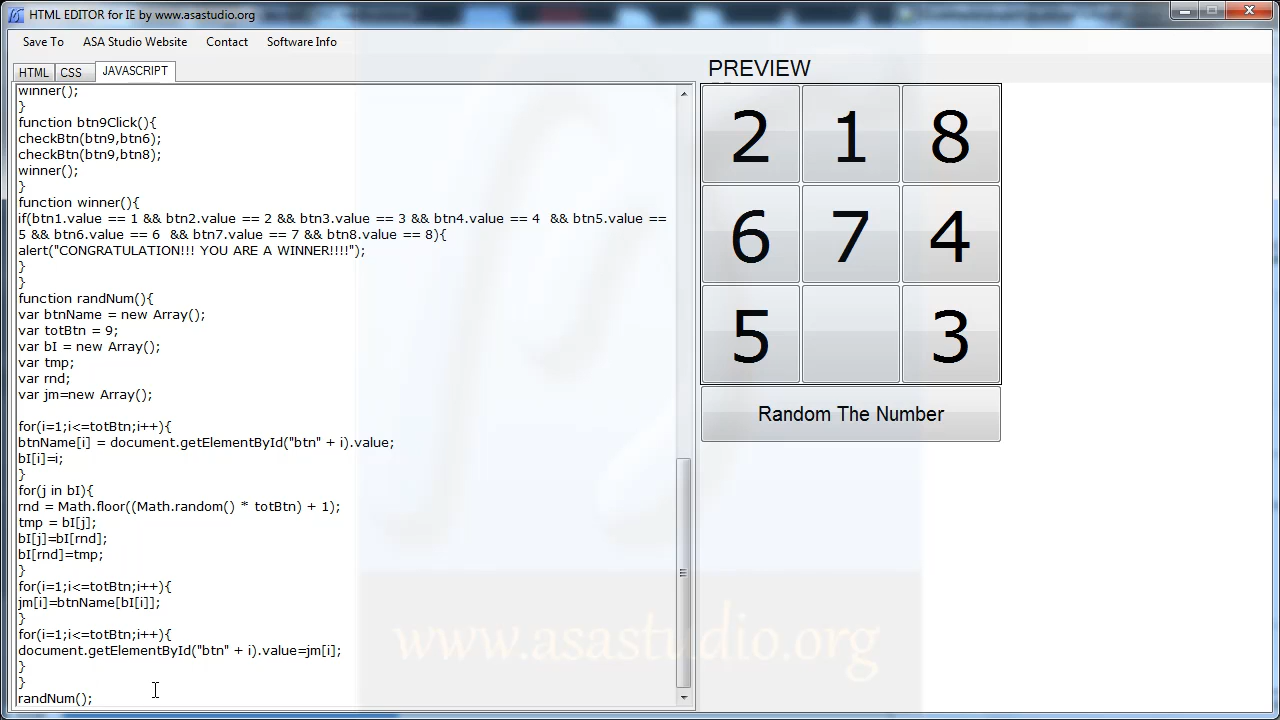 HTML EDITOR for IE by www.asastudio.org
Save To ASA Studio Website Contact Software Info
HTML CSS JAVASCRIPT
winner();
}
function btn9Click(){
checkBtn(btn9,btn6);
checkBtn(btn9,btn8);
winner();
}
function winner(){
if(btn1.value == 1 && btn2.value == 2 && btn3.value == 3 && btn4.value == 4  && btn5.value ==
5 && btn6.value == 6  && btn7.value == 7 && btn8.value == 8){
alert("CONGRATULATION!!! YOU ARE A WINNER!!!!");
}
}
function randNum(){
var btnName = new Array();
var totBtn = 9;
var bI = new Array();
var tmp;
var rnd;
var jm=new Array();
for(i=1;i<=totBtn;i++){
btnName[i] = document.getElementById("btn" + i).value;
bI[i]=i;
}
for(j in bI){
rnd = Math.floor((Math.random() * totBtn) + 1);
tmp = bI[j];
bI[j]=bI[rnd];
bI[rnd]=tmp;
}
for(i=1;i<=totBtn;i++){
jm[i]=btnName[bI[i]];
}
for(i=1;i<=totBtn;i++){
document.getElementById("btn" + i).value=jm[i];
}
}
randNum();
PREVIEW
2 1 8
6 7 4
5 3
Random The Number
www.asastudio.org